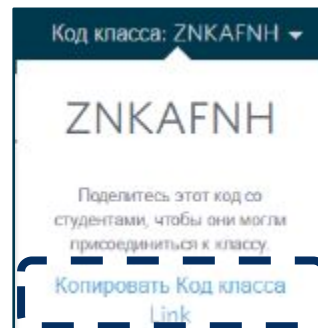 Код класса: ZNKAFNH
ZNKAFNH
Поделитесь этот код со
студентами, чтобы они могли
присоединиться к классу.
Копировать Код класса
Link